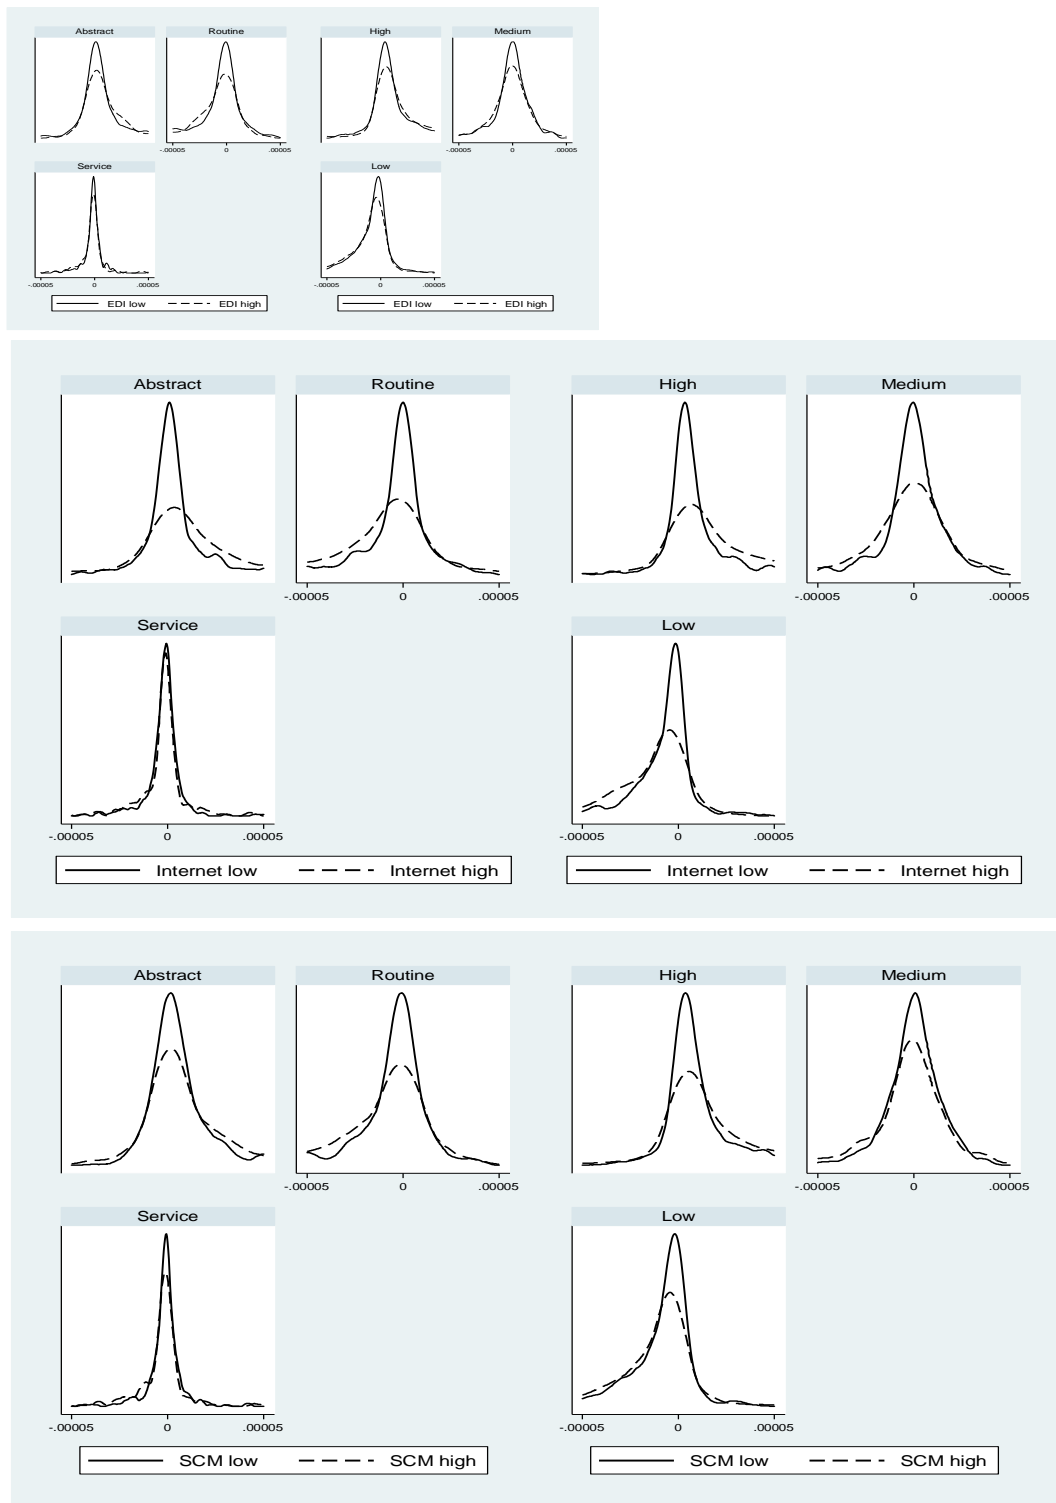 Abstract Routine High Medium
-.00005 0 .00005 -.00005 0 .00005
Service Low
-.00005 0 .00005 -.00005 0 .00005
EDI low EDI high EDI low EDI high
Abstract Routine High Medium
-.00005 0 .00005 -.00005 0 .00005
Service Low
-.00005 0 .00005 -.00005 0 .00005
Internet low Internet high Internet low Internet high
Abstract Routine High Medium
-.00005 0 .00005 -.00005 0 .00005
Service Low
-.00005 0 .00005 -.00005 0 .00005
SCM low SCM high SCM low SCM high